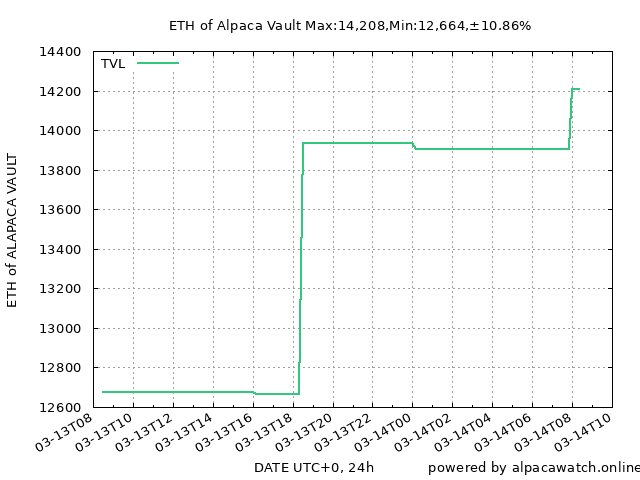 ETH of Alpaca Vault Max:14,208,Min:12,664,±10.86%
TVL
14400
14200
14000
13800
13600
13400
13200
13000
12800
12600
ETH of ALAPACA VAULT
03-13T08
03-13T10
03-13T12
03-13T14
03-13T16
03-13T18
03-13T20
03-13T22
03-14T00
03-14T02
03-14T04
03-14T06
03-14T08
03-14T10
DATE UTC+0, 24h
powered by alpacawatch.online